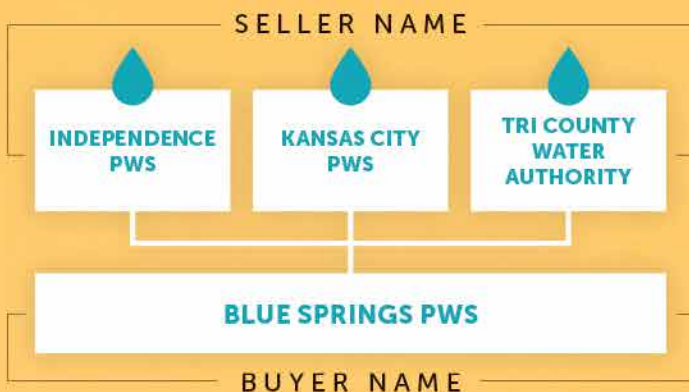 SELLER NAME
INDEPENDENCE
PWS
KANSAS CITY
PWS
TRI COUNTY
WATER
AUTHORITY
BLUE SPRINGS PWS
BUYER NAME